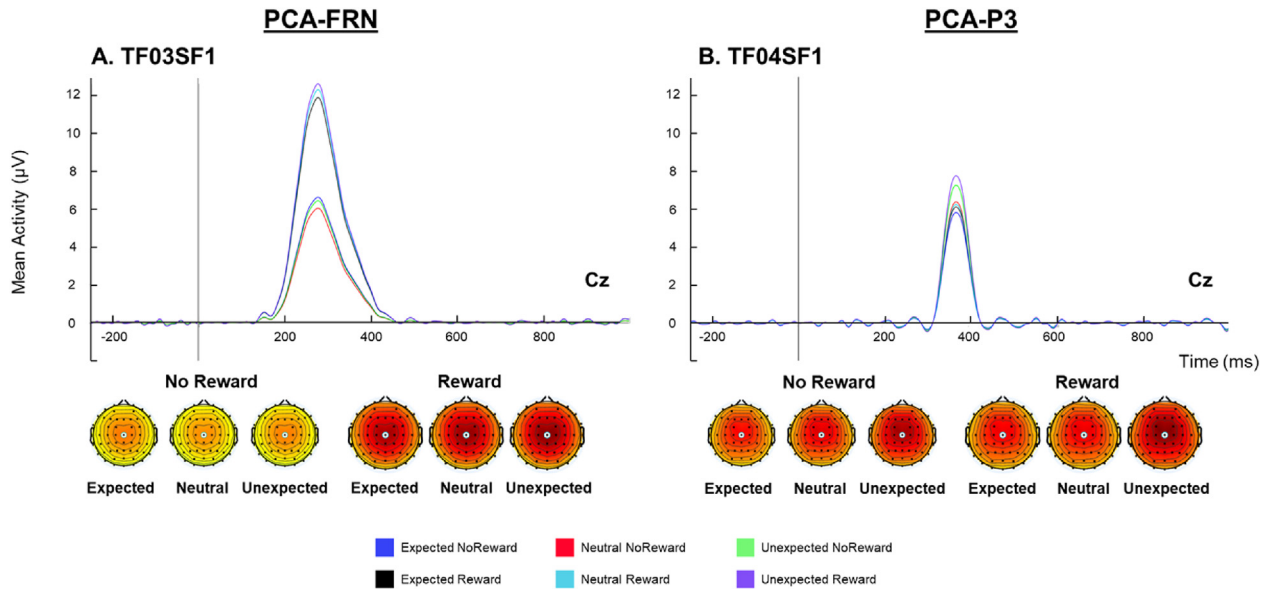 PCA-FRN
PCA-P3
A. TF03SF1
B. TF04SF1
Mean Activity (µV)
12
10
8
6
4
2
0
-200
200
400
600
800
Cz
12
10
8
6
4
2
0
-200
200
400
600
800
Cz
Time (ms)
No Reward
Reward
No Reward
Reward
Expected Neutral Unexpected Expected Neutral Unexpected
Expected Neutral Unexpected Expected Neutral Unexpected
Expected NoReward
Neutral NoReward
Unexpected NoReward
Expected Reward
Neutral Reward
Unexpected Reward